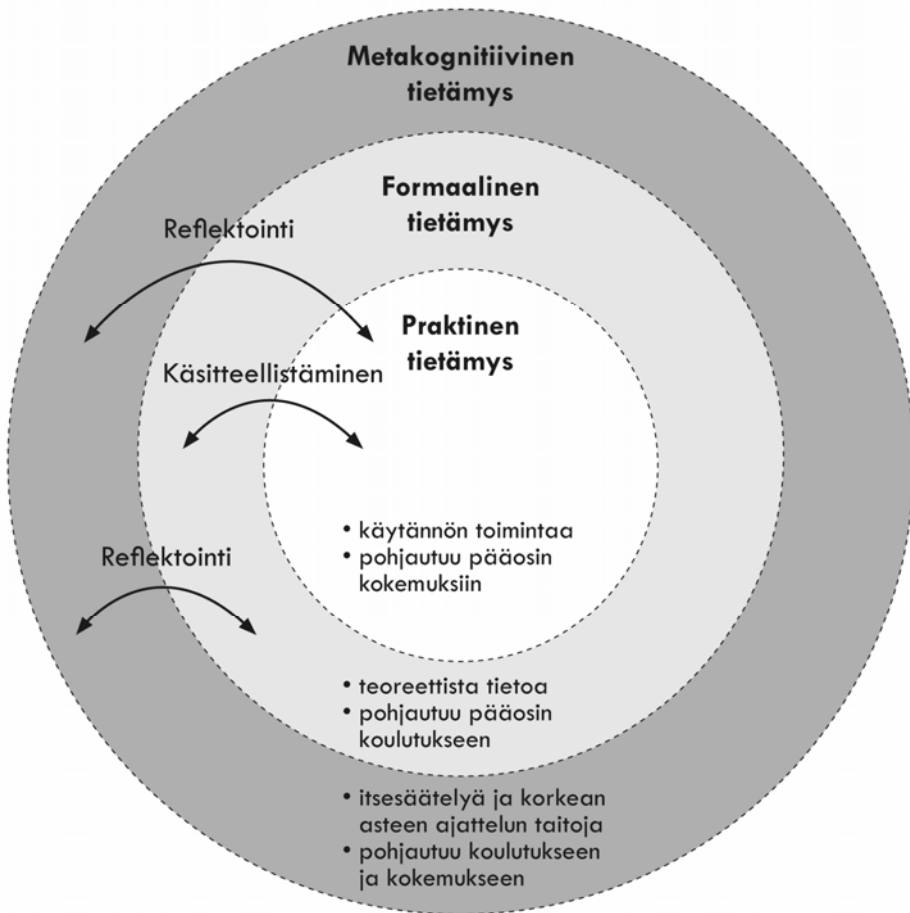 Metakognitiivinen
tietämys
Formaalinen
tietämys
Reflektointi
Praktinen
tietämys
Käsitteellistäminen
• käytännön toimintaa
• pohjautuu pääosin
kokemuksiin
Reflektointi
• teoreettista tietoa
• pohjautuu pääosin
koulutukseen
• itsesäätelyä ja korkean
asteen ajattelun taitoja
• pohjautuu koulutukseen
ja kokemukseen